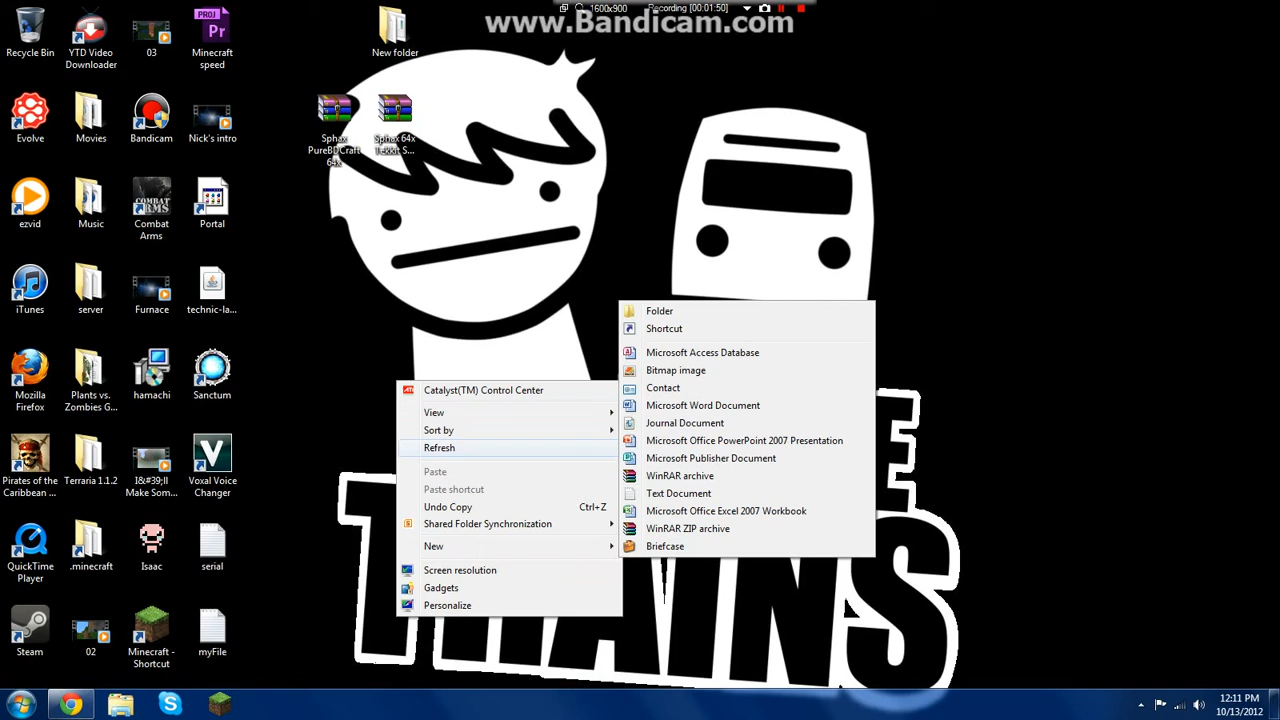 1600x900
Recording [00:01:50]
www.Bandicam.com
PROJ
Pr
Recycle Bin
YTD Video
Downloader
03
Minecraft
speed
New folder
Evolve
Movies
Bandicam
Nick's intro
Sphax
PureBDCraft
64x
Sphax 64x
Tekkit S...
ezvid
Music
COMBAT
ARMS
Combat
Arms
Portal
iTunes
server
Furnace
technic-la...
Mozilla
Firefox
Plants vs.
Zombies G...
hamachi
Sanctum
Pirates of the
Caribbean ...
Terraria 1.1.2
I&#39;ll
Make Som...
Voxal Voice
Changer
QuickTime
Player
.minecraft
Isaac
serial
Steam
02
Minecraft -
Shortcut
myFile
Catalyst(TM) Control Center
View
Sort by
Refresh
Paste
Paste shortcut
Undo Copy Ctrl+Z
Shared Folder Synchronization
New
Screen resolution
Gadgets
Personalize
Folder
Shortcut
Microsoft Access Database
Bitmap image
Contact
Microsoft Word Document
Journal Document
Microsoft Office PowerPoint 2007 Presentation
Microsoft Publisher Document
WinRAR archive
Text Document
Microsoft Office Excel 2007 Workbook
WinRAR ZIP archive
Briefcase
TRAINS
12:11 PM
10/13/2012